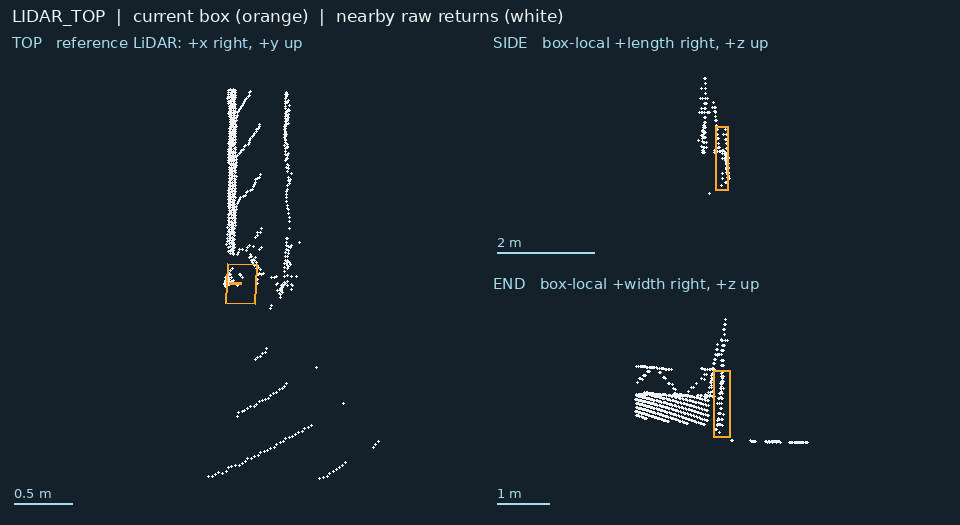 LIDAR_TOP | current box (orange) | nearby raw returns (white)
TOP reference LiDAR: +x right, +y up
SIDE box-local +length right, +z up
2 m
END box-local +width right, +z up
0.5 m
1 m